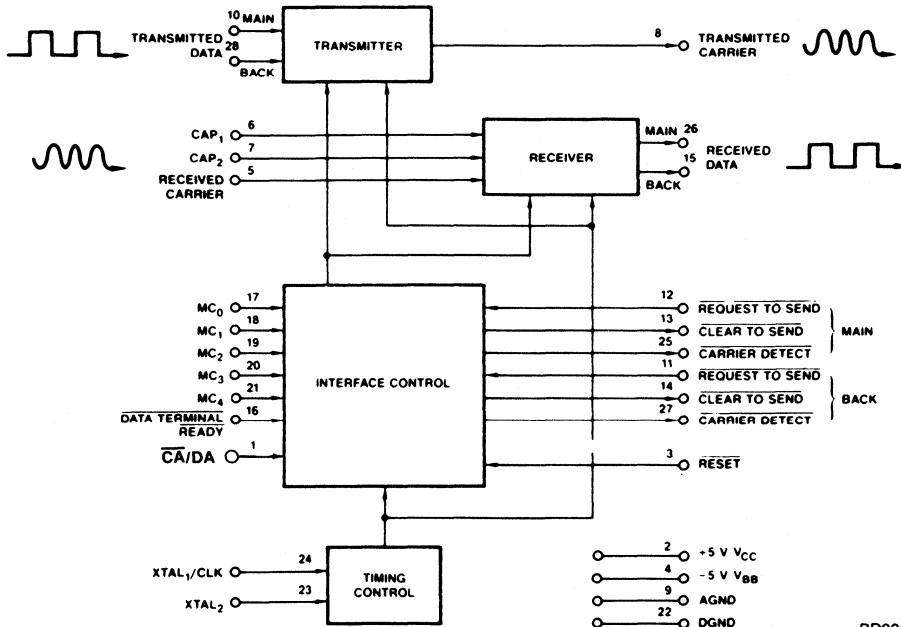 10 MAIN
TRANSMITTED DATA
28
BACK
TRANSMITTER
8
TRANSMITTED CARRIER
CAP1
6
CAP2
7
RECEIVED CARRIER
5
RECEIVER
MAIN 26
15
BACK
RECEIVED DATA
MC0
17
MC1
18
MC2
19
MC3
20
MC4
21
DATA TERMINAL READY
16
CA/DA
1
INTERFACE CONTROL
12
REQUEST TO SEND
13
CLEAR TO SEND
25
CARRIER DETECT
MAIN
11
REQUEST TO SEND
14
CLEAR TO SEND
27
CARRIER DETECT
BACK
3
RESET
XTAL1/CLK
24
XTAL2
23
TIMING CONTROL
2
+5 V VCC
4
-5 V VBB
9
AGND
22
DGND